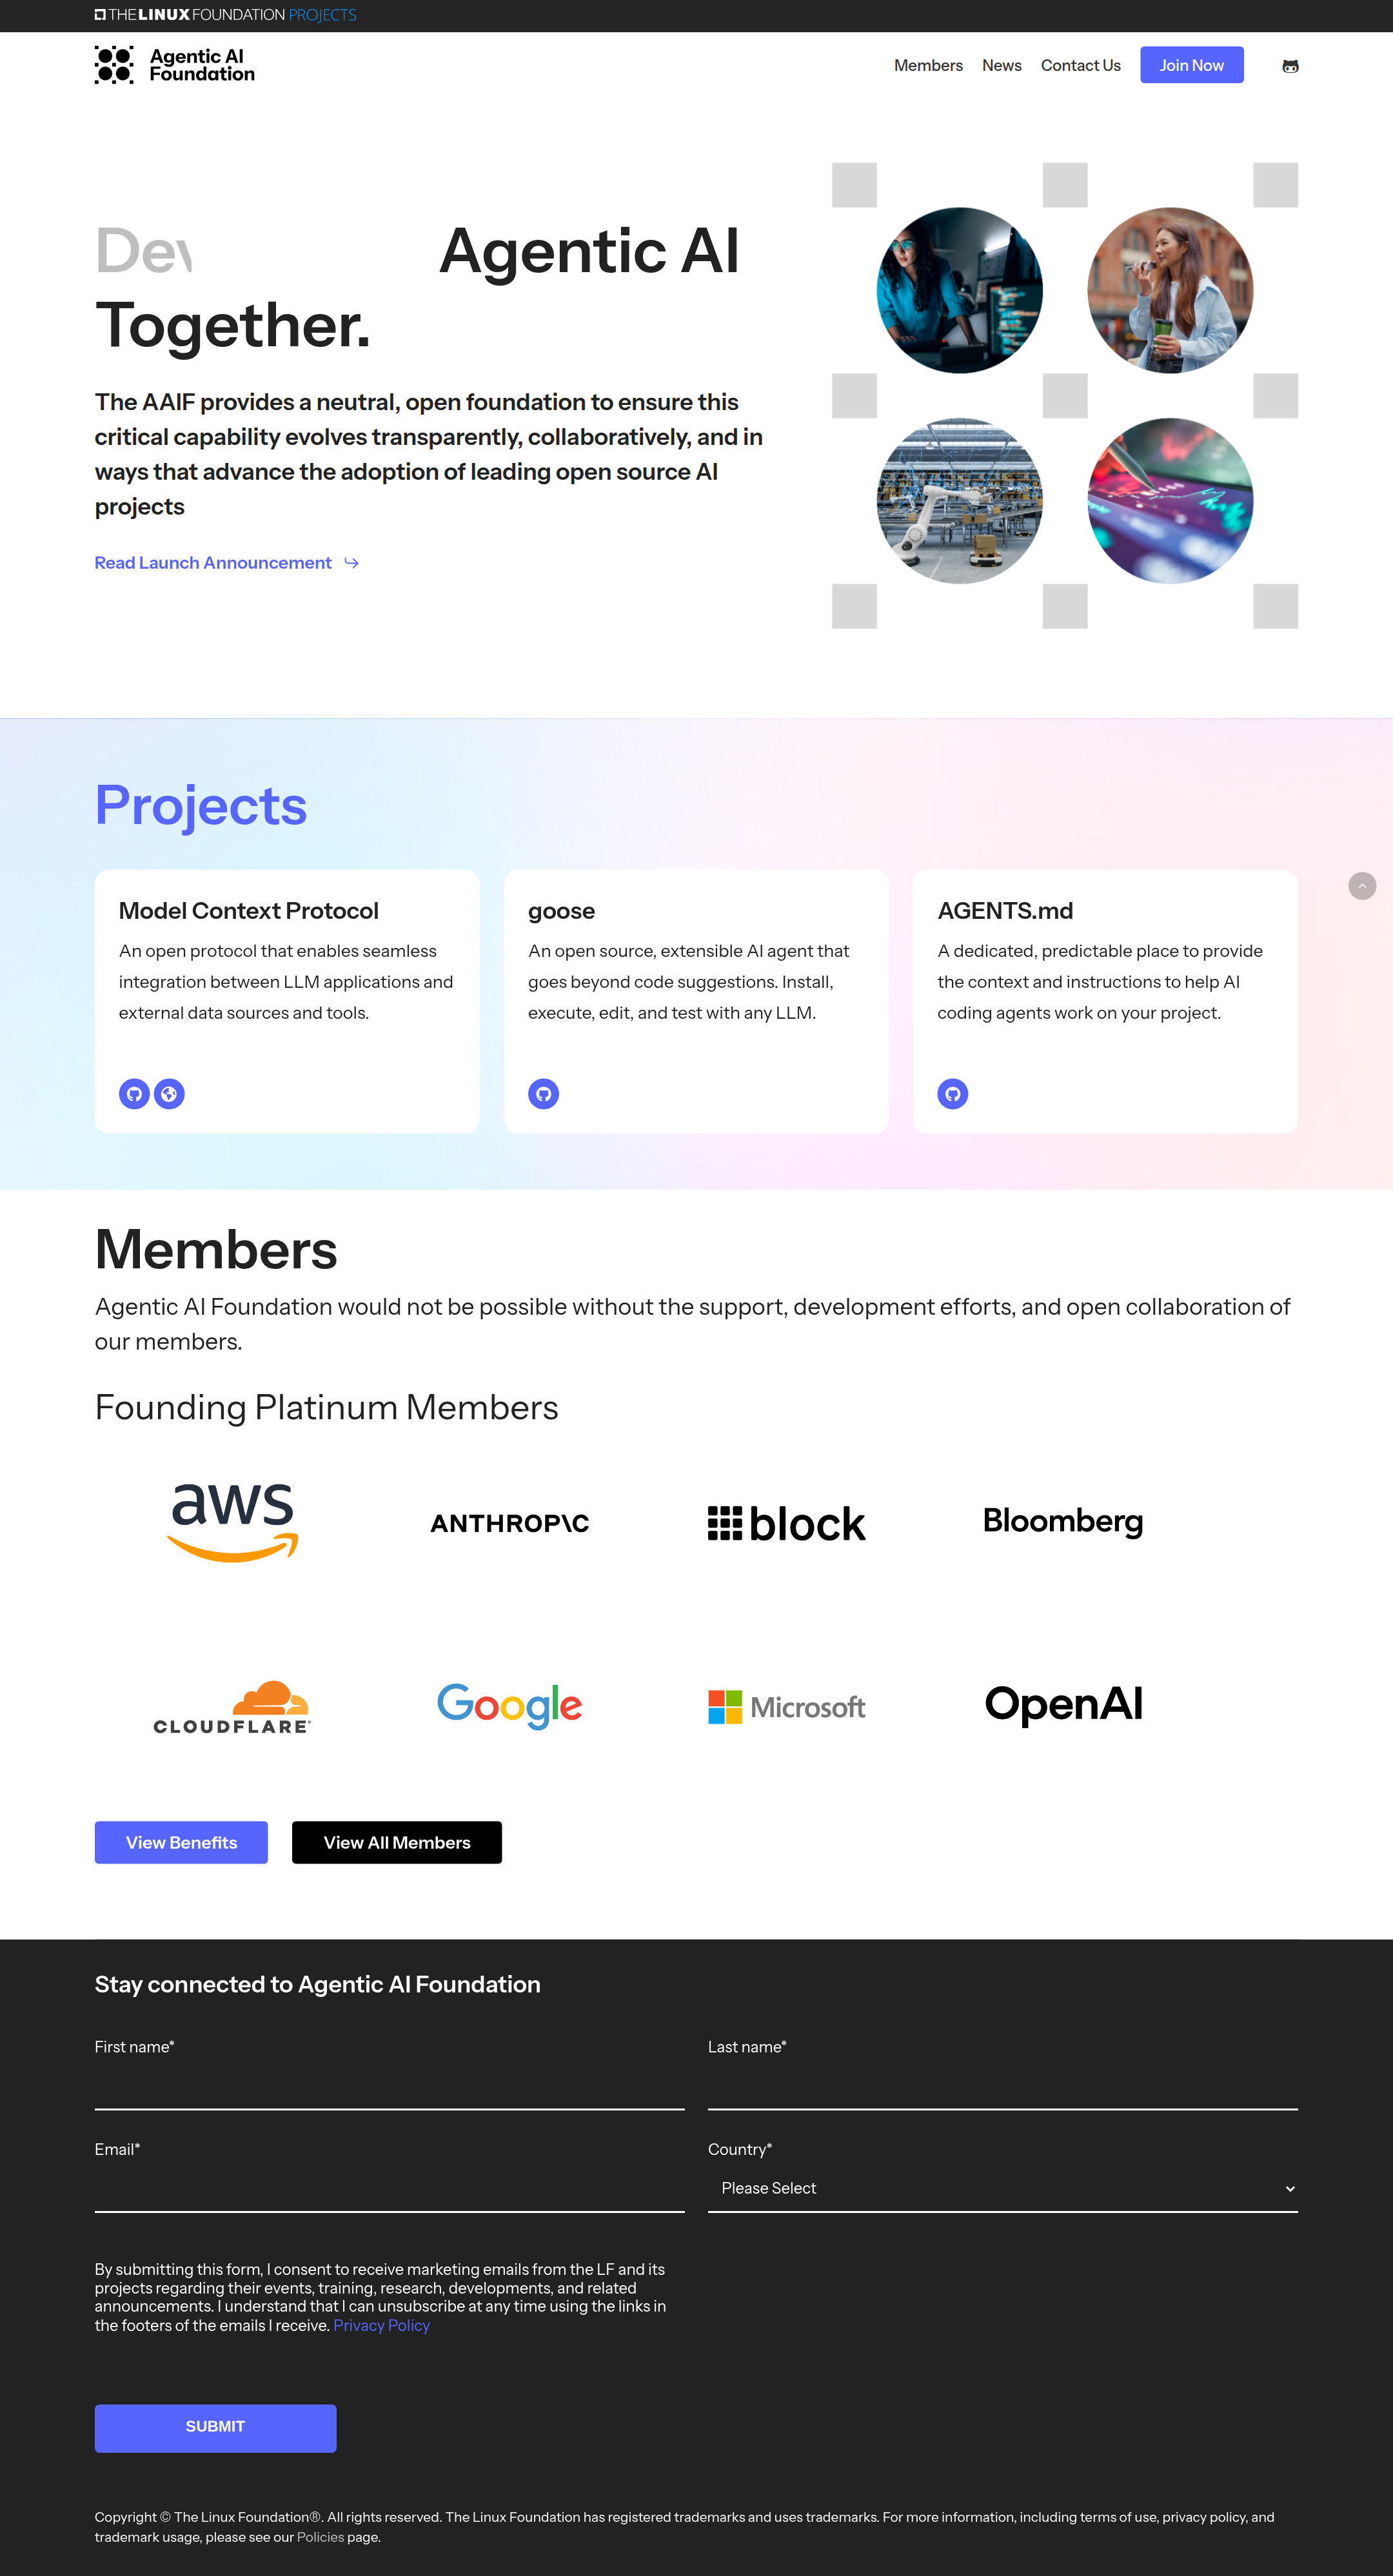 THE LINUX FOUNDATION PROJECTS
Agentic AI
Foundation
Members News Contact Us Join Now
Agentic AI
Together.
The AAIF provides a neutral, open foundation to ensure this
critical capability evolves transparently, collaboratively, and in
ways that advance the adoption of leading open source AI
projects
Read Launch Announcement
Projects
Model Context Protocol
An open protocol that enables seamless
integration between LLM applications and
external data sources and tools.
goose
An open source, extensible AI agent that
goes beyond code suggestions. Install,
execute, edit, and test with any LLM.
AGENTS.md
A dedicated, predictable place to provide
the context and instructions to help AI
coding agents work on your project.
Members
Agentic AI Foundation would not be possible without the support, development efforts, and open collaboration of
our members.
Founding Platinum Members
aws ANTHROP\C block Bloomberg
CLOUDFLARE® Google Microsoft OpenAI
View Benefits View All Members
Stay connected to Agentic AI Foundation
First name* Last name*
Email* Country*
Please Select
By submitting this form, I consent to receive marketing emails from the LF and its
projects regarding their events, training, research, developments, and related
announcements. I understand that I can unsubscribe at any time using the links in
the footers of the emails I receive. Privacy Policy
SUBMIT
Copyright © The Linux Foundation®. All rights reserved. The Linux Foundation has registered trademarks and uses trademarks. For more information, including terms of use, privacy policy, and
trademark usage, please see our Policies page.